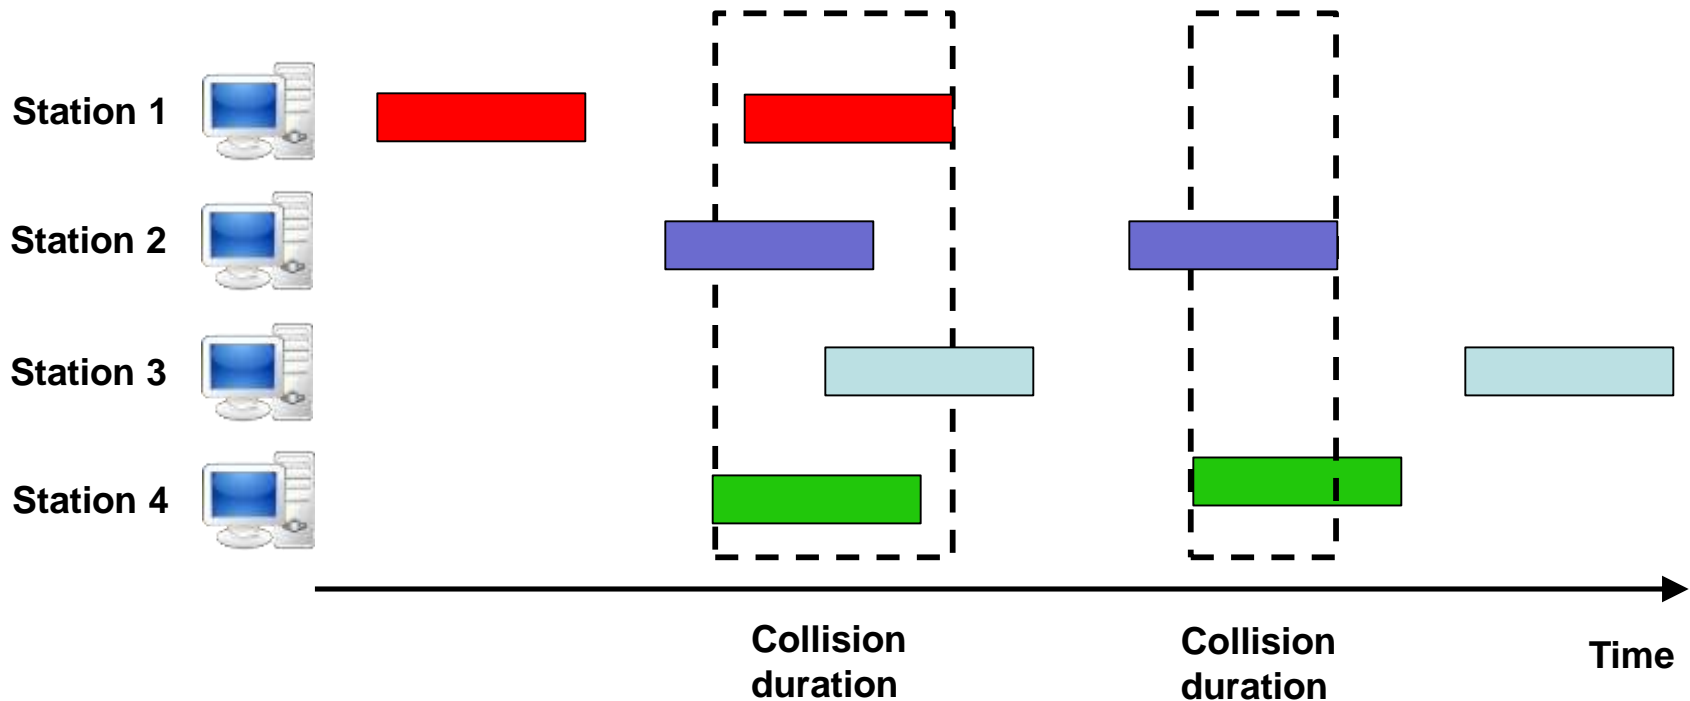 Station 1
Station 2
Station 3
Station 4
Collision
duration
Collision
duration
Time